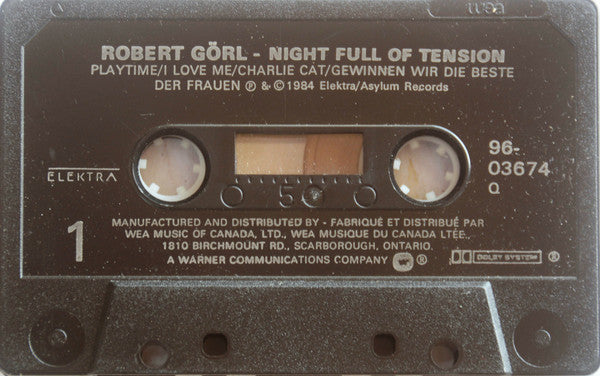 wea
ROBERT GÖRL - NIGHT FULL OF TENSION
PLAYTIME/I LOVE ME/CHARLIE CAT/GEWINNEN WIR DIE BESTE
DER FRAUEN ℗ & © 1984 Elektra/Asylum Records
ELEKTRA
96-
03674
Q
5
1
MANUFACTURED AND DISTRIBUTED BY - FABRIQUÉ ET DISTRIBUÉ PAR
WEA MUSIC OF CANADA, LTD., WEA MUSIQUE DU CANADA LTÉE.,
1810 BIRCHMOUNT RD., SCARBOROUGH, ONTARIO.
A WARNER COMMUNICATIONS COMPANY ®
DOLBY SYSTEM ®